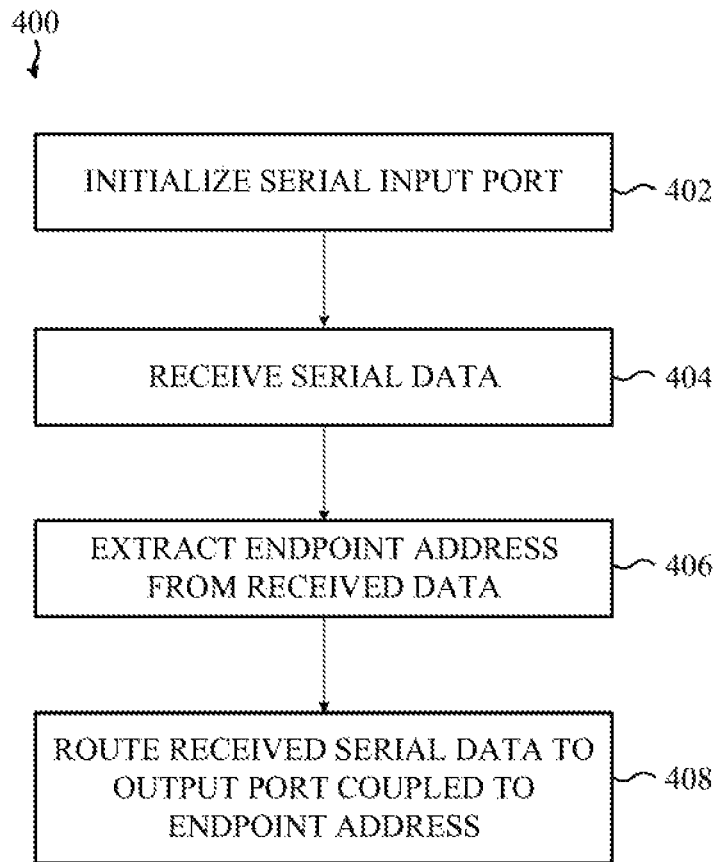 400
INITIALIZE SERIAL INPUT PORT
402
RECEIVE SERIAL DATA
404
EXTRACT ENDPOINT ADDRESS
FROM RECEIVED DATA
406
ROUTE RECEIVED SERIAL DATA TO
OUTPUT PORT COUPLED TO
ENDPOINT ADDRESS
408